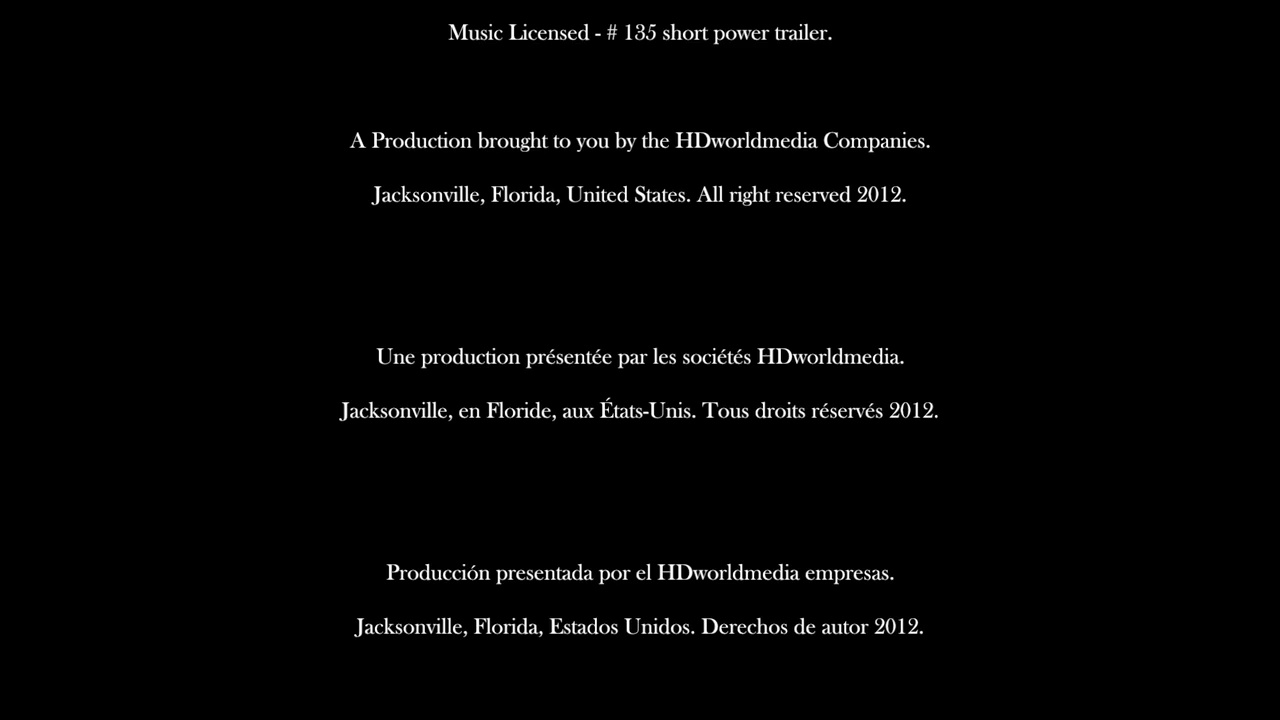 Music Licensed - # 135 short power trailer.
A Production brought to you by the HDworldmedia Companies.
Jacksonville, Florida, United States. All right reserved 2012.
Une production présentée par les sociétés HDworldmedia.
Jacksonville, en Floride, aux États-Unis. Tous droits réservés 2012.
Producción presentada por el HDworldmedia empresas.
Jacksonville, Florida, Estados Unidos. Derechos de autor 2012.